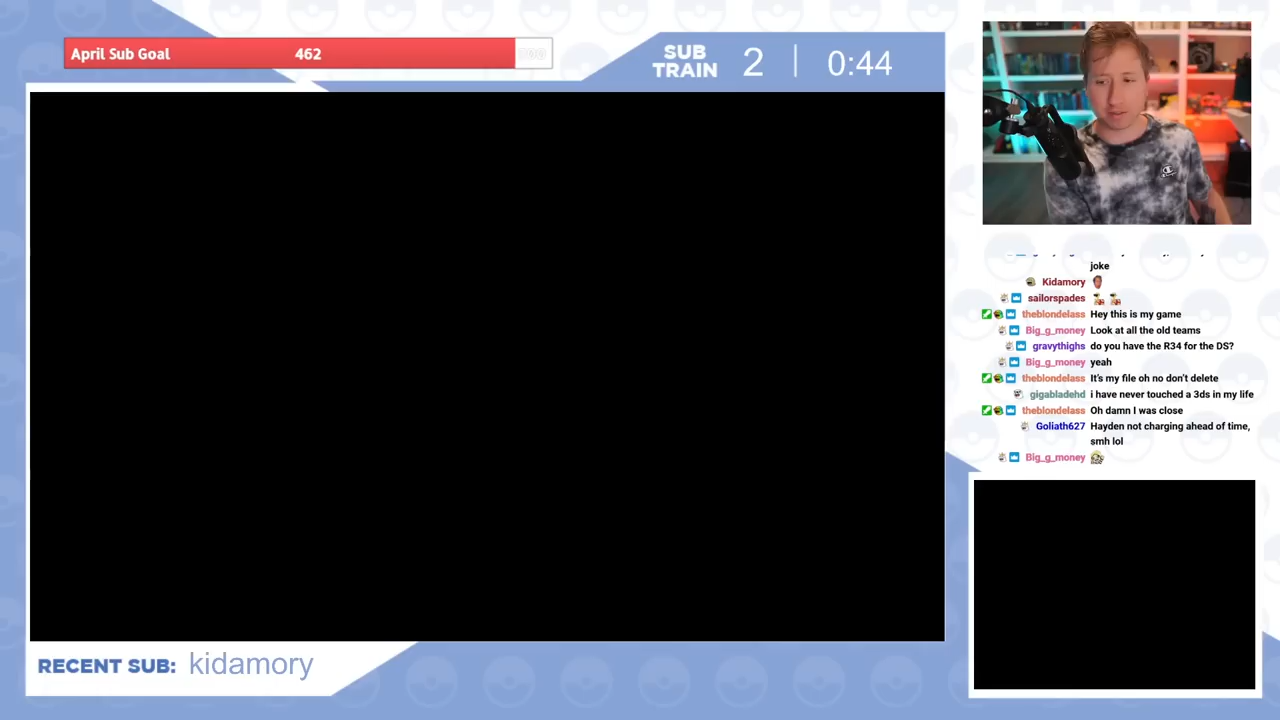 April Sub Goal 462
SUB TRAIN 2 | 0:44
joke
Kidamory
sailorspades
theblondelass Hey this is my game
Big_g_money Look at all the old teams
gravythighs do you have the R34 for the DS?
Big_g_money yeah
theblondelass It's my file oh no don't delete
gigabladehd i have never touched a 3ds in my life
theblondelass Oh damn I was close
Goliath627 Hayden not charging ahead of time,
smh lol
Big_g_money
RECENT SUB: kidamory